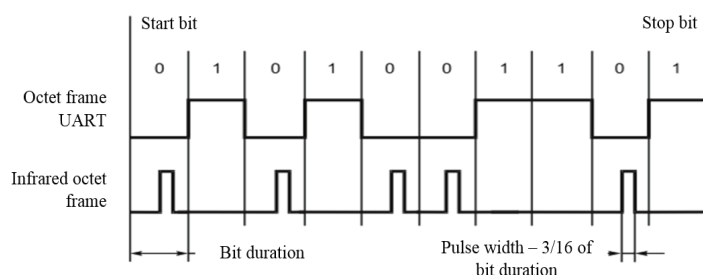 Start bit
Stop bit
0 1 0 1 0 0 1 1 0 1
Octet frame
UART
Infrared octet
frame
Bit duration
Pulse width – 3/16 of
bit duration